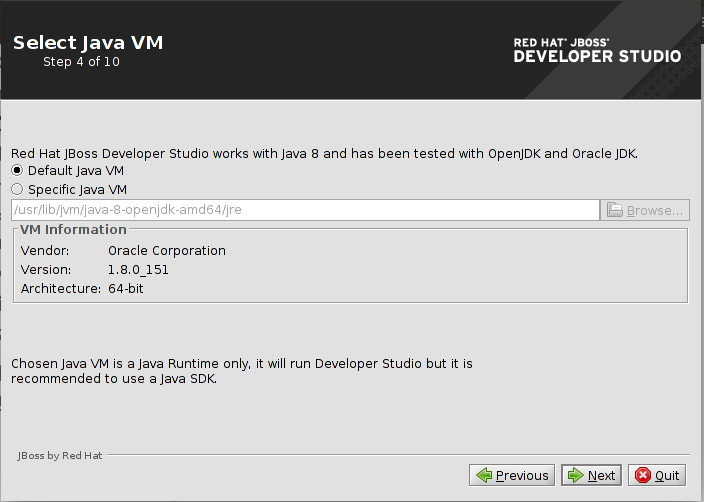 Select Java VM
Step 4 of 10
RED HAT® JBOSS®
DEVELOPER STUDIO
Red Hat JBoss Developer Studio works with Java 8 and has been tested with OpenJDK and Oracle JDK.
Default Java VM
Specific Java VM
/usr/lib/jvm/java-8-openjdk-amd64/jre
Browse...
VM Information
Vendor: Oracle Corporation
Version: 1.8.0_151
Architecture: 64-bit
Chosen Java VM is a Java Runtime only, it will run Developer Studio but it is
recommended to use a Java SDK.
JBoss by Red Hat
Previous Next Quit